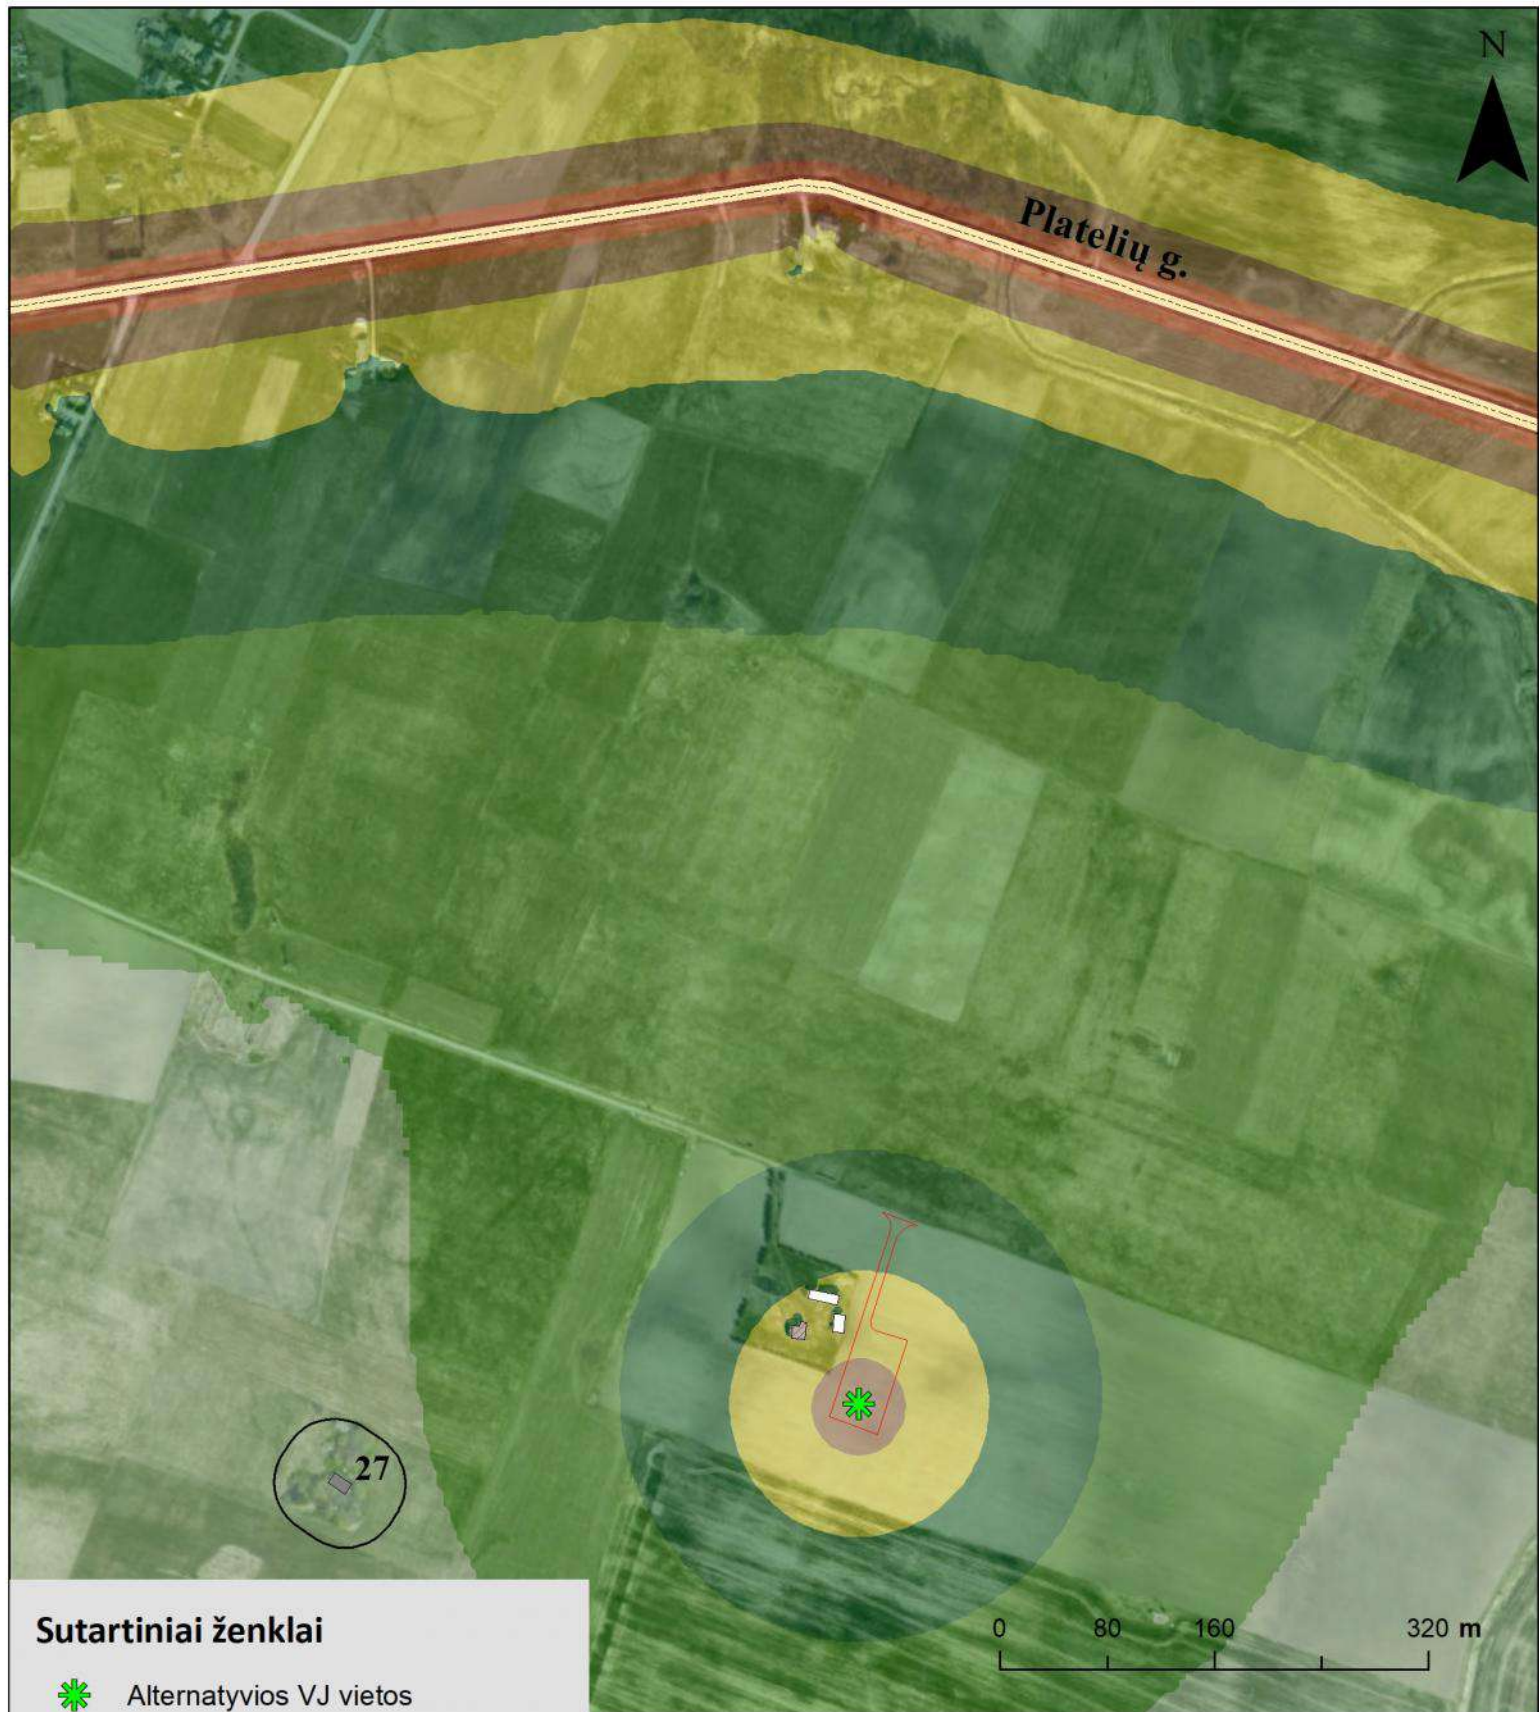 N
Platelių g.
27
0 80 160 320 m
Sutartiniai ženklai
Alternatyvios VJ vietos